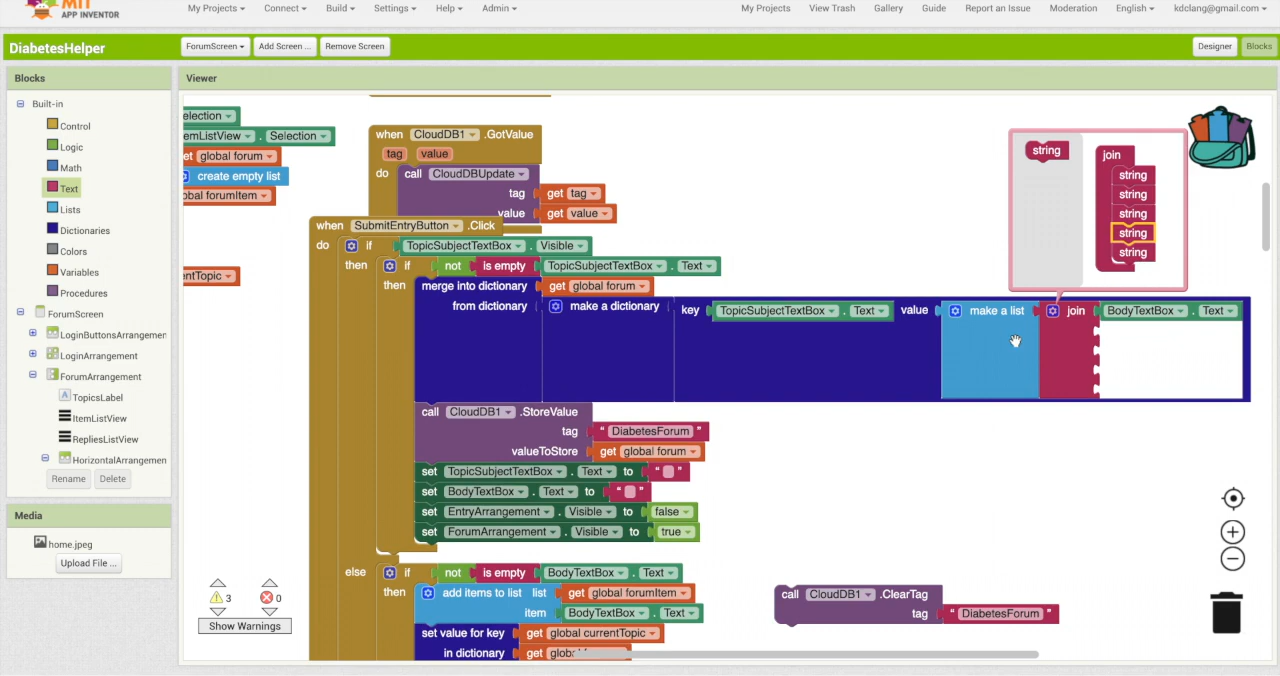 MIT
APP INVENTOR
My Projects Connect Build Settings Help Admin My Projects View Trash Gallery Guide Report an Issue Moderation English kdclang@gmail.com
DiabetesHelper ForumScreen Add Screen ... Remove Screen Designer Blocks
Blocks
Viewer
Built-in
Control
Logic
Math
Text
Lists
Dictionaries
Colors
Variables
Procedures
ForumScreen
LoginButtonsArrangemen
LoginArrangement
ForumArrangement
TopicsLabel
ItemListView
RepliesListView
HorizontalArrangemen
Rename Delete
Media
home.jpeg
Upload File ...
election
emListView . Selection
et global forum
create empty list
obal forumItem
entTopic
when CloudDB1 .GotValue
tag value
do call CloudDBUpdate
tag get tag
value get value
when SubmitEntryButton .Click
do if TopicSubjectTextBox . Visible
then if not is empty TopicSubjectTextBox . Text
then merge into dictionary get global forum
from dictionary make a dictionary key TopicSubjectTextBox . Text value make a list join BodyTextBox . Text
call CloudDB1 .StoreValue
tag “ DiabetesForum ”
valueToStore get global forum
set TopicSubjectTextBox . Text to “ ”
set BodyTextBox . Text to “ ”
set EntryArrangement . Visible to false
set ForumArrangement . Visible to true
else if not is empty BodyTextBox . Text
then add items to list list get global forumItem
item BodyTextBox . Text
set value for key get global currentTopic
in dictionary get glob
string
join
string
string
string
string
string
call CloudDB1 .ClearTag
tag “ DiabetesForum ”
3 0
Show Warnings